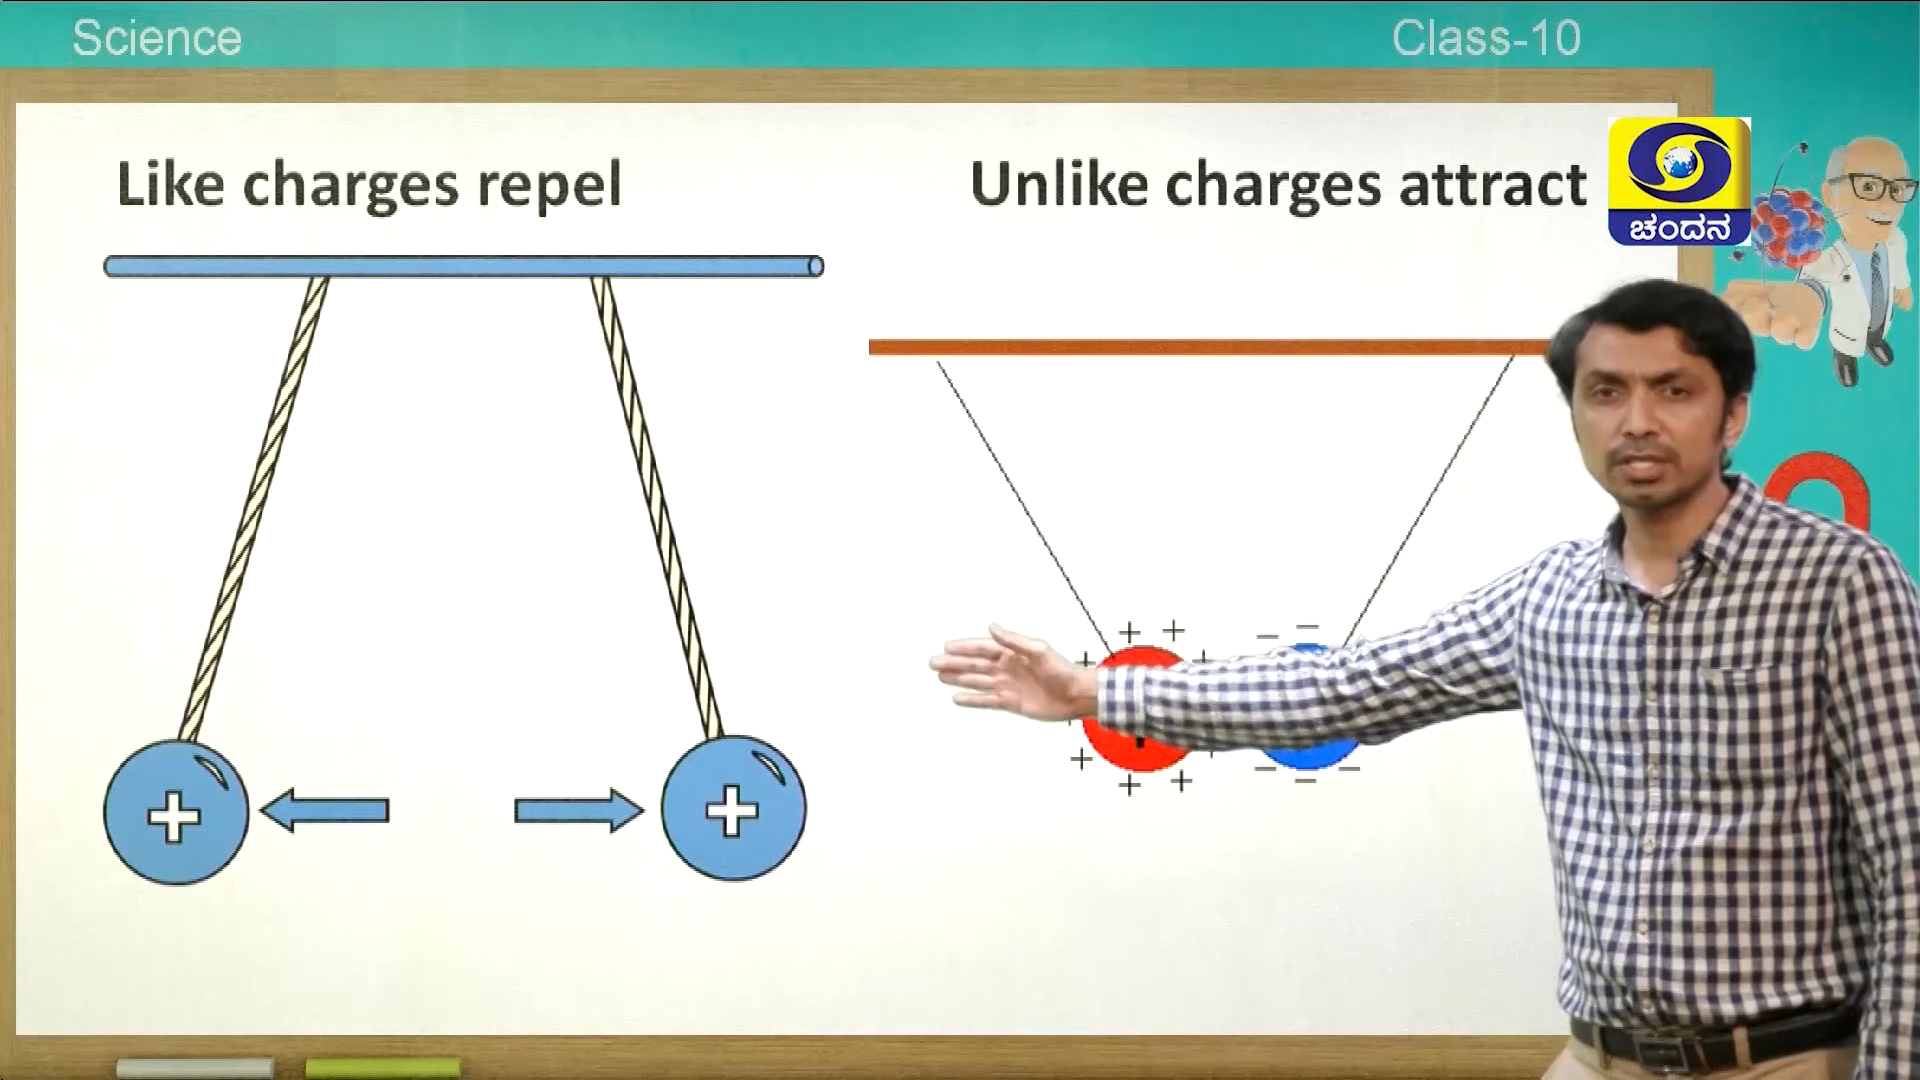 Science
Class-10
Like charges repel
Unlike charges attract
ಚಂದನ